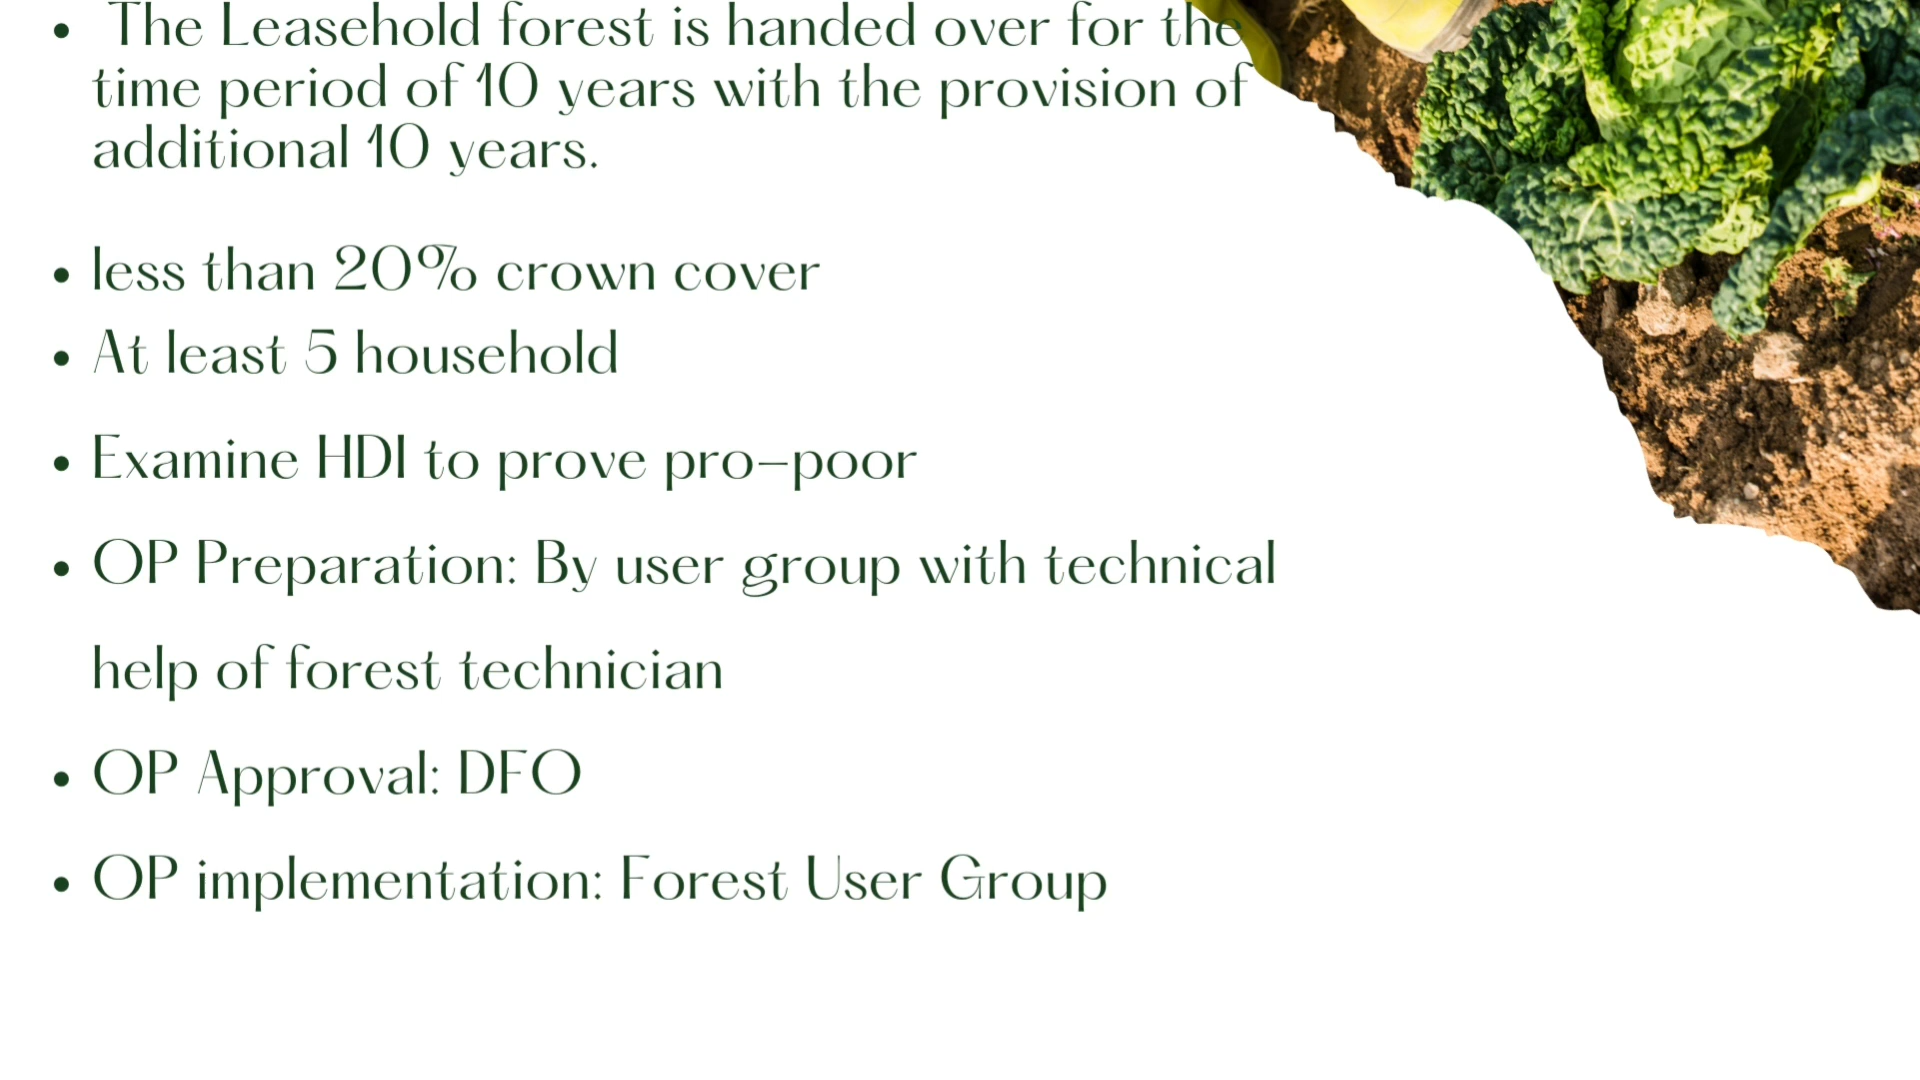 • The Leasehold forest is handed over for the
time period of 10 years with the provision of
additional 10 years.
• less than 20% crown cover
• At least 5 household
• Examine HDI to prove pro-poor
• OP Preparation: By user group with technical
help of forest technician
• OP Approval: DFO
• OP implementation: Forest User Group